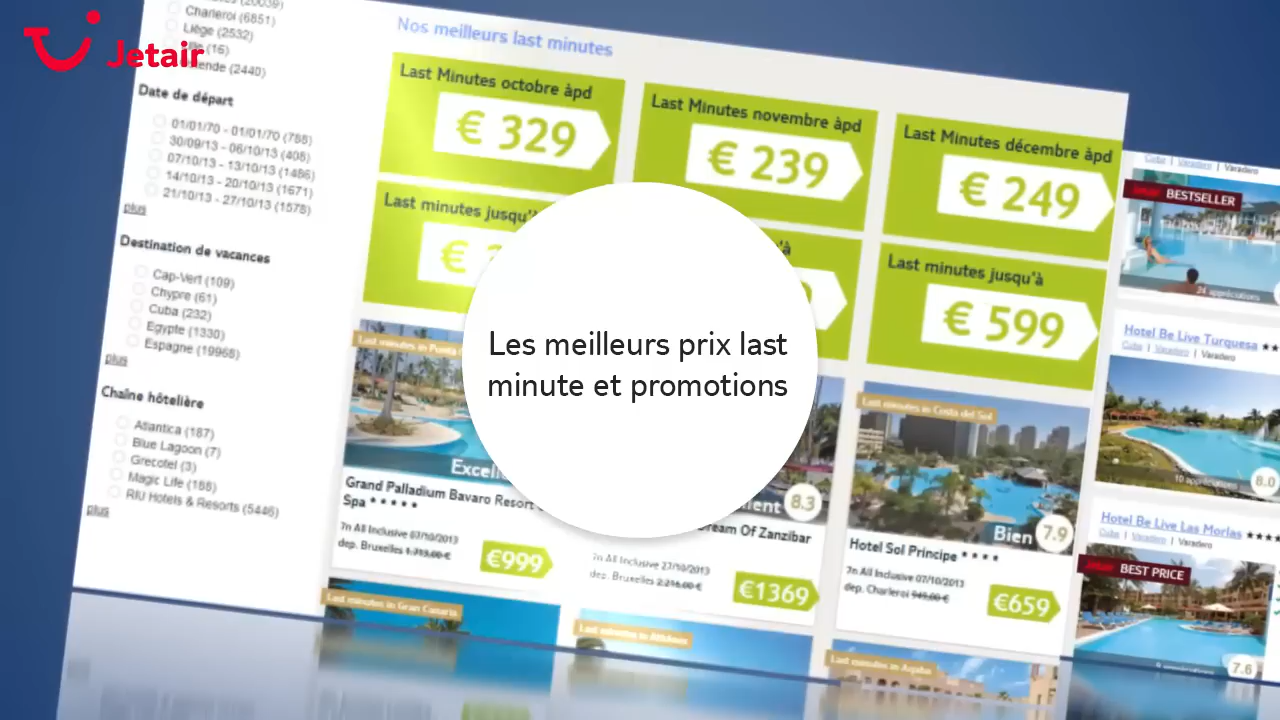 Jetair
Charleroi (6851)
Liège (2532)
(16)
(2440)
Date de départ
01/01/70 - 01/01/70 (788)
30/09/13 - 06/10/13 (408)
07/10/13 - 13/10/13 (1486)
14/10/13 - 20/10/13 (1671)
21/10/13 - 27/10/13 (1578)
plus
Destination de vacances
Cap-Vert (109)
Chypre (61)
Cuba (232)
Egypte (1330)
Espagne (19968)
plus
Chaîne hôtelière
Atlantica (187)
Blue Lagoon (7)
Grecotel (3)
Magic Life (188)
RIU Hotels & Resorts (5446)
plus
Nos meilleurs last minutes
Last Minutes octobre àpd
€ 329
Last Minutes novembre àpd
€ 239
Last Minutes décembre àpd
€ 249
Last minutes jusqu'
€
Last minutes jusqu'à
€ 599
Les meilleurs prix last
minute et promotions
Last minutes in Punta
Grand Palladium Bavaro Resort
Spa * * * * *
7n All Inclusive 07/10/2013
dep. Bruxelles
€999
8.3
Dream Of Zanzibar
7n All Inclusive 27/10/2013
dep. Bruxelles 2.216,00 €
€1369
Last minutes in Costa del Sol
Bien 7.9
Hotel Sol Principe * * * *
7n All Inclusive 07/10/2013
dep. Charleroi 949,00 €
€659
Last minutes in Gran Canaria
Cuba | Varadero | Varadero
BESTSELLER
24 appréciations
Hotel Be Live Turquesa
Cuba | Varadero | Varadero
10 appréciations
8.0
Hotel Be Live Las Morlas
Cuba | Varadero | Varadero
BEST PRICE
9 appréciations
7.6